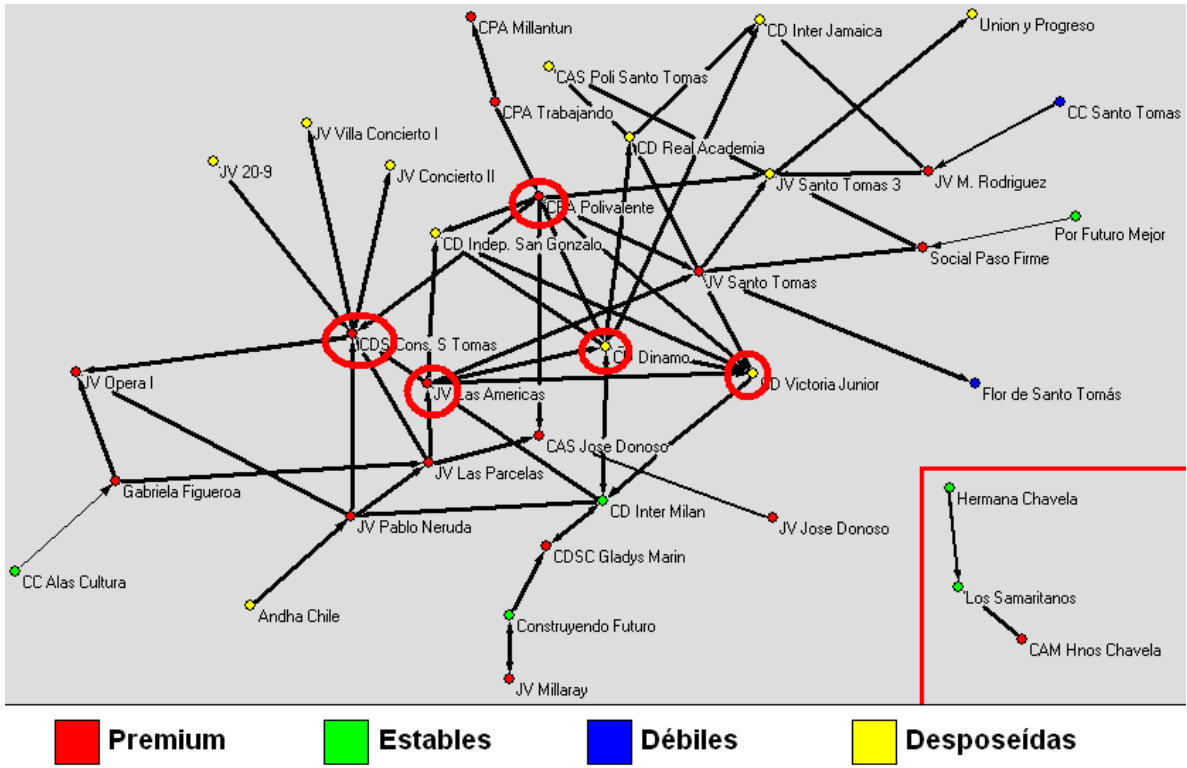 CPA Millantun
CD Inter Jamaica
Union y Progreso
'CAS Poli Santo Tomas
CPA Trabajando
CC Santo Tomas
JV Villa Concierto I
CD Real Academia
JV 20-9
JV Concierto II
JV Santo Tomas 3
JV M. Rodriguez
CPA Polivalente
CD Indep. San Gonzalo
Por Futuro Mejor
Social Paso Firme
JV Santo Tomas
CDS Cons. S Tomas
CD Dinamo
JV Opera I
JV Las Americas
CD Victoria Junior
Flor de Santo Tomás
CAS Jose Donoso
JV Las Parcelas
Gabriela Figueroa
Hermana Chavela
CD Inter Milan
JV Pablo Neruda
JV Jose Donoso
CDSC Gladys Marin
CC Alas Cultura
'Los Samaritanos
Andha Chile
Construyendo Futuro
CAM Hnos Chavela
JV Millaray
Premium
Estables
Débiles
Desposeídas